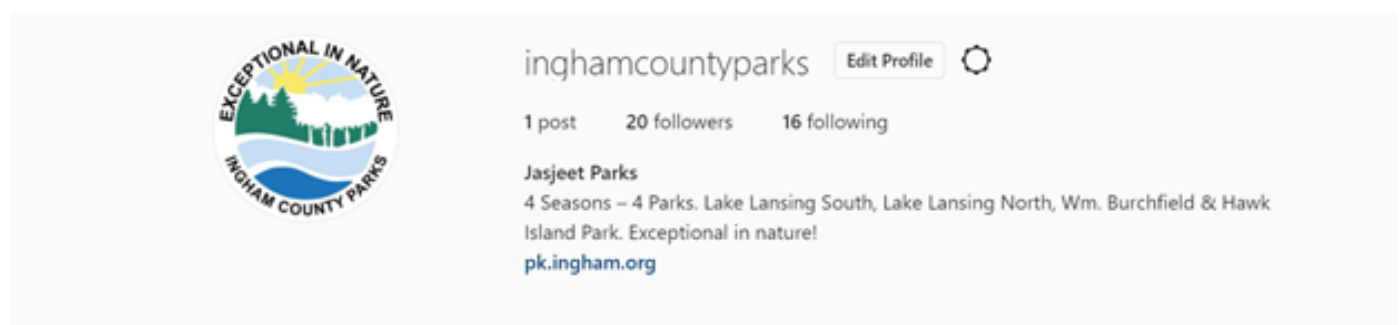 EXCEPTIONAL IN NATURE
INGHAM COUNTY PARKS
inghamcountyparks Edit Profile
1 post 20 followers 16 following
Jasjeet Parks
4 Seasons – 4 Parks. Lake Lansing South, Lake Lansing North, Wm. Burchfield & Hawk
Island Park. Exceptional in nature!
pk.ingham.org